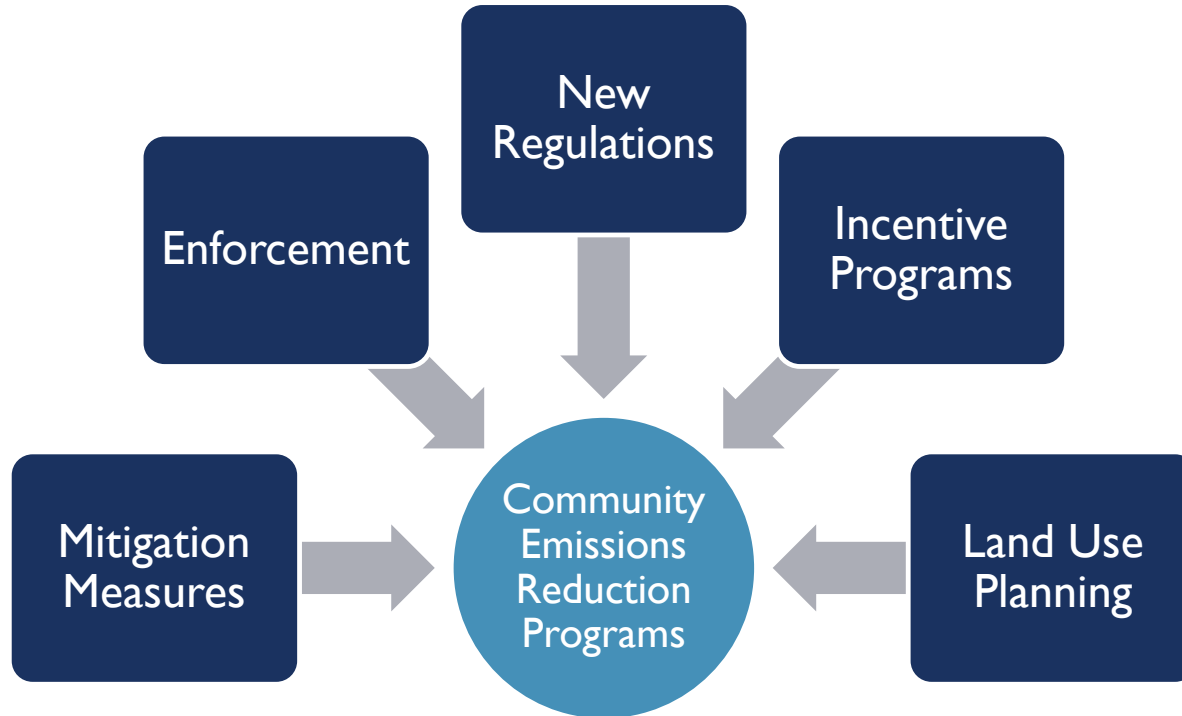 New
Regulations
Enforcement
Incentive
Programs
Mitigation
Measures
Community
Emissions
Reduction
Programs
Land Use
Planning